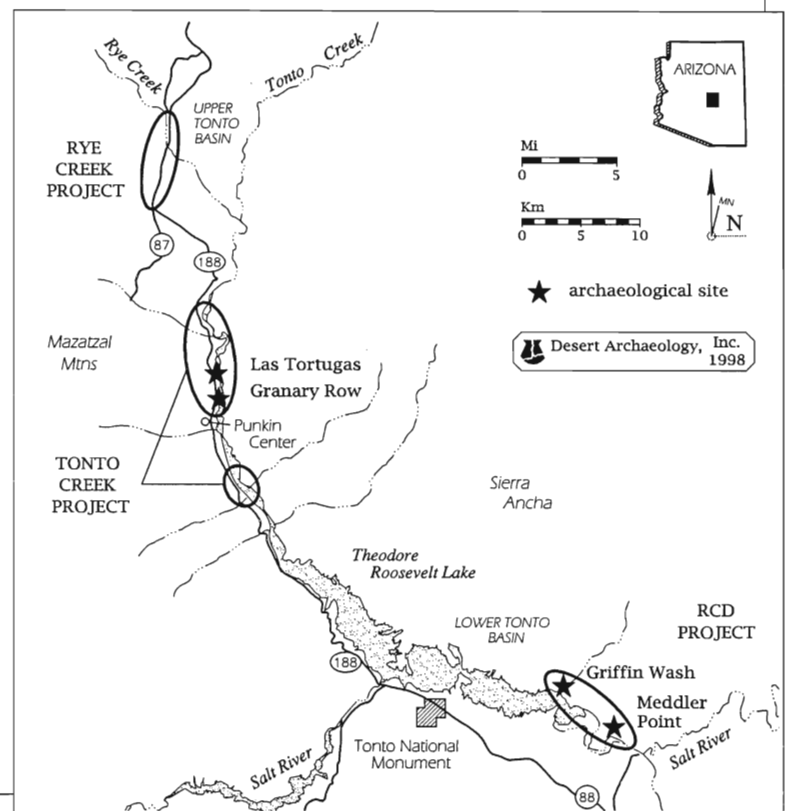 Rye Creek
Tonto Creek
UPPER
TONTO
BASIN
ARIZONA
RYE
CREEK
PROJECT
Mi
0 5
Km
0 5 10
MN
N
87
188
archaeological site
Mazatzal
Mtns
Desert Archaeology, Inc.
1998
Las Tortugas
Granary Row
Punkin
Center
TONTO
CREEK
PROJECT
Sierra
Ancha
Theodore
Roosevelt Lake
LOWER TONTO
BASIN
RCD
PROJECT
188
Griffin Wash
Meddler
Point
Tonto National
Monument
Salt River
Salt River
88